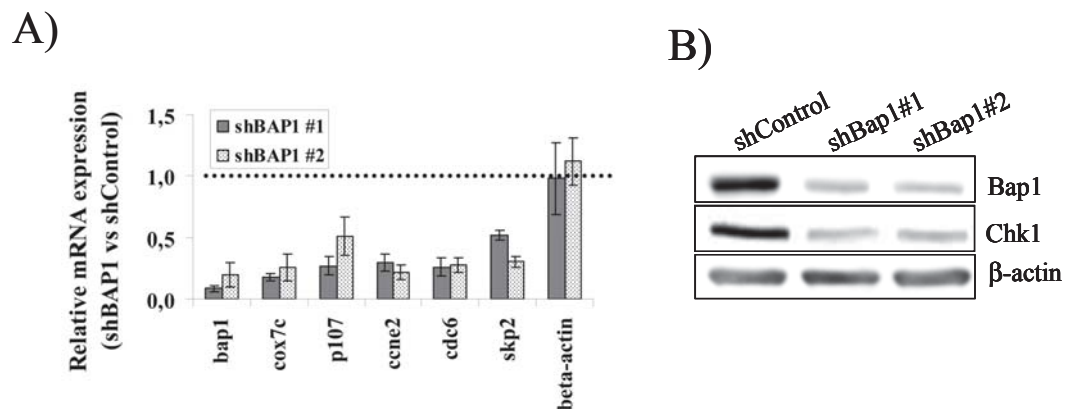 A)
Relative mRNA expression
(shBAP1 vs shControl)
1,5
1,0
0,5
0,0
shBAP1 #1
shBAP1 #2
bap1
cox7c
p107
ccne2
cdc6
skp2
beta-actin
B)
shControl
shBap1#1
shBap1#2
Bap1
Chk1
β-actin